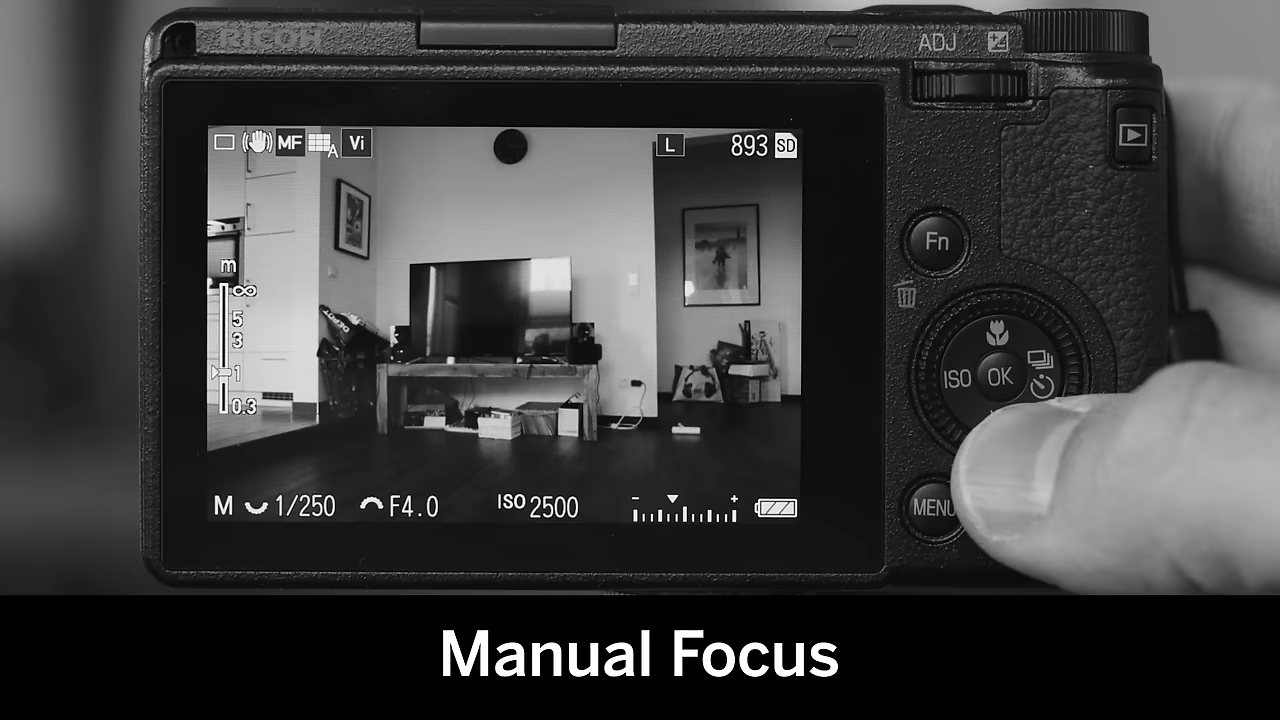 RICOH
ADJ
MF A Vi L 893 SD
Fn
m
∞
5
3
1
0.3
ISO OK
MENU
M 1/250 F4.0 ISO 2500 - +
Manual Focus